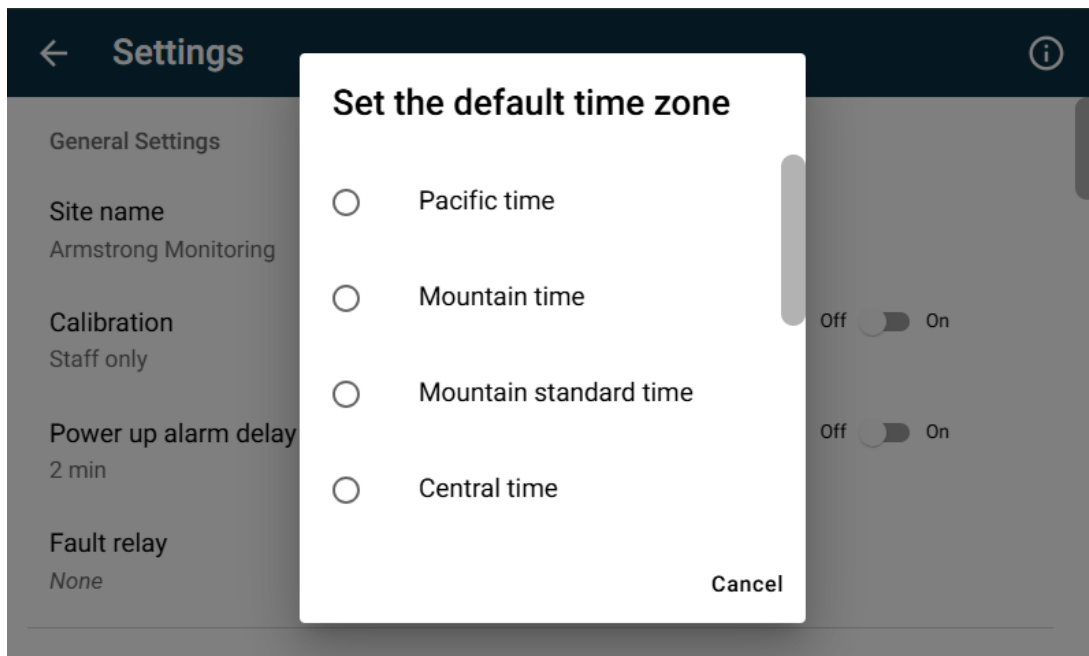 Settings
Set the default time zone
General Settings
Pacific time
Site name
Armstrong Monitoring
Mountain time
Calibration
Off On
Staff only
Mountain standard time
Power up alarm delay
Off On
2 min
Central time
Fault relay
None
Cancel